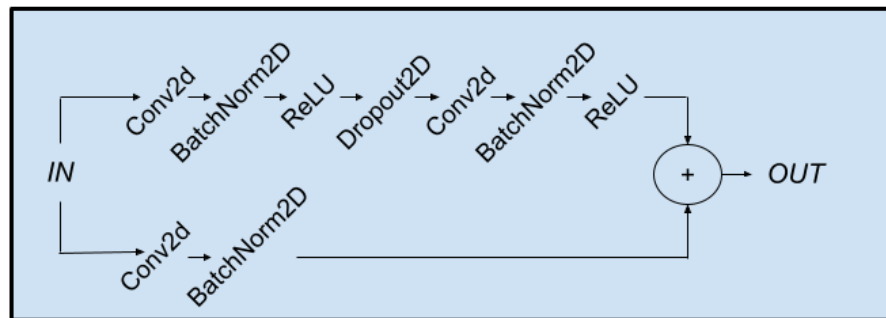 Conv2d
BatchNorm2D
ReLU
Dropout2D
Conv2d
BatchNorm2D
ReLU
IN
+
OUT
Conv2d
BatchNorm2D